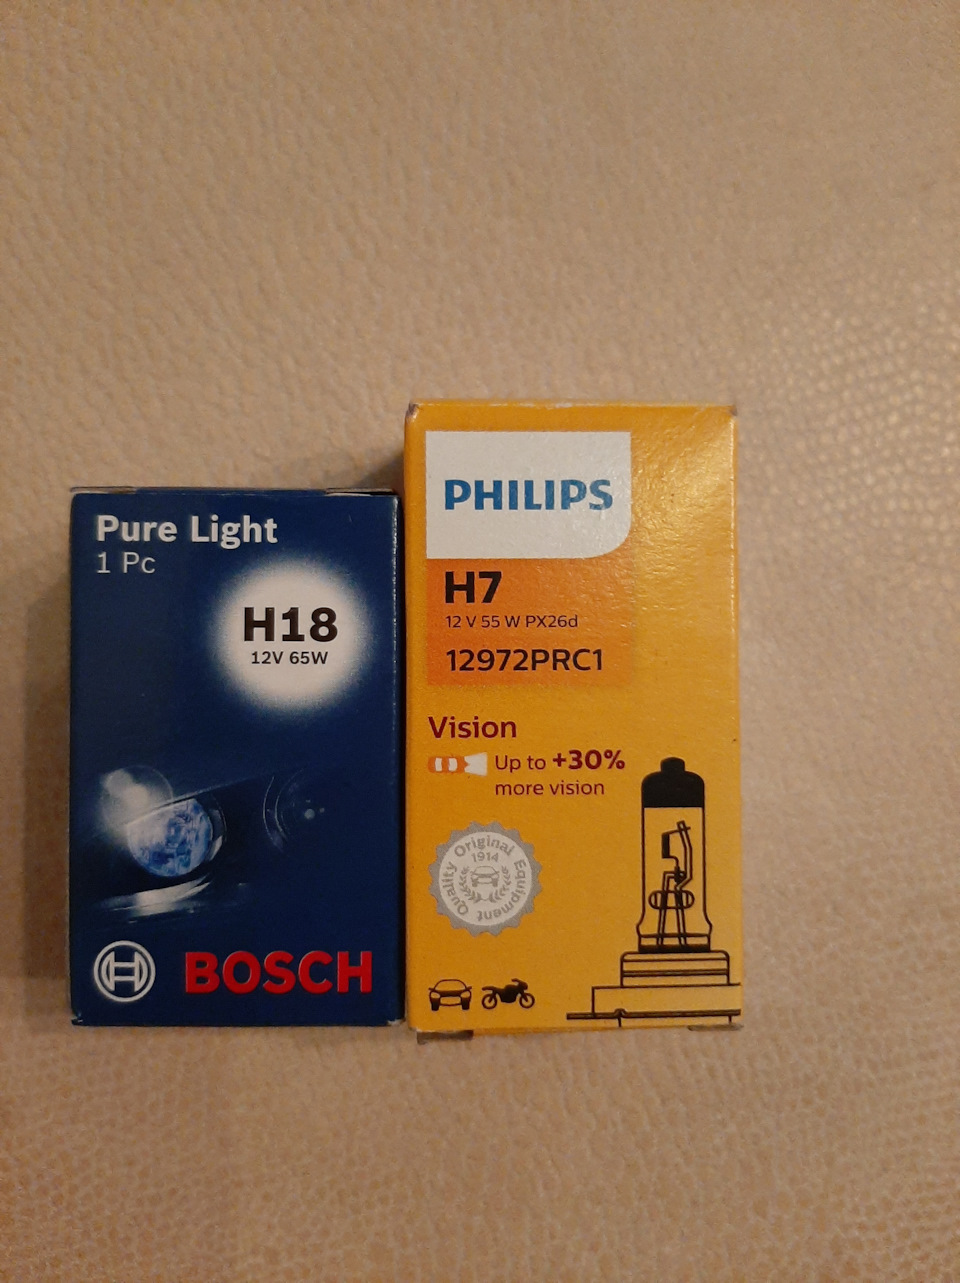 Pure Light
1 Pc
H18
12V 65W
BOSCH
PHILIPS
H7
12 V 55 W PX26d
12972PRC1
Vision
Up to +30%
more vision
Quality Original Equipment
1914